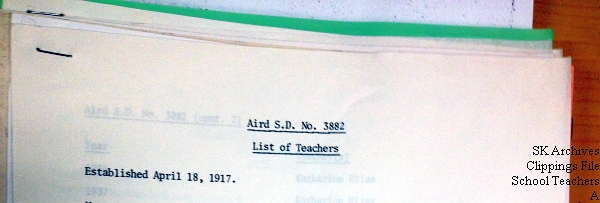 Aird S.D. No. 3882 (cont. 2)
Aird S.D. No. 3882
Year
List of Teachers
Established April 18, 1917.
Katharine Elias
1937
Katharine Elias
SK Archives
Clippings File
School Teachers
A